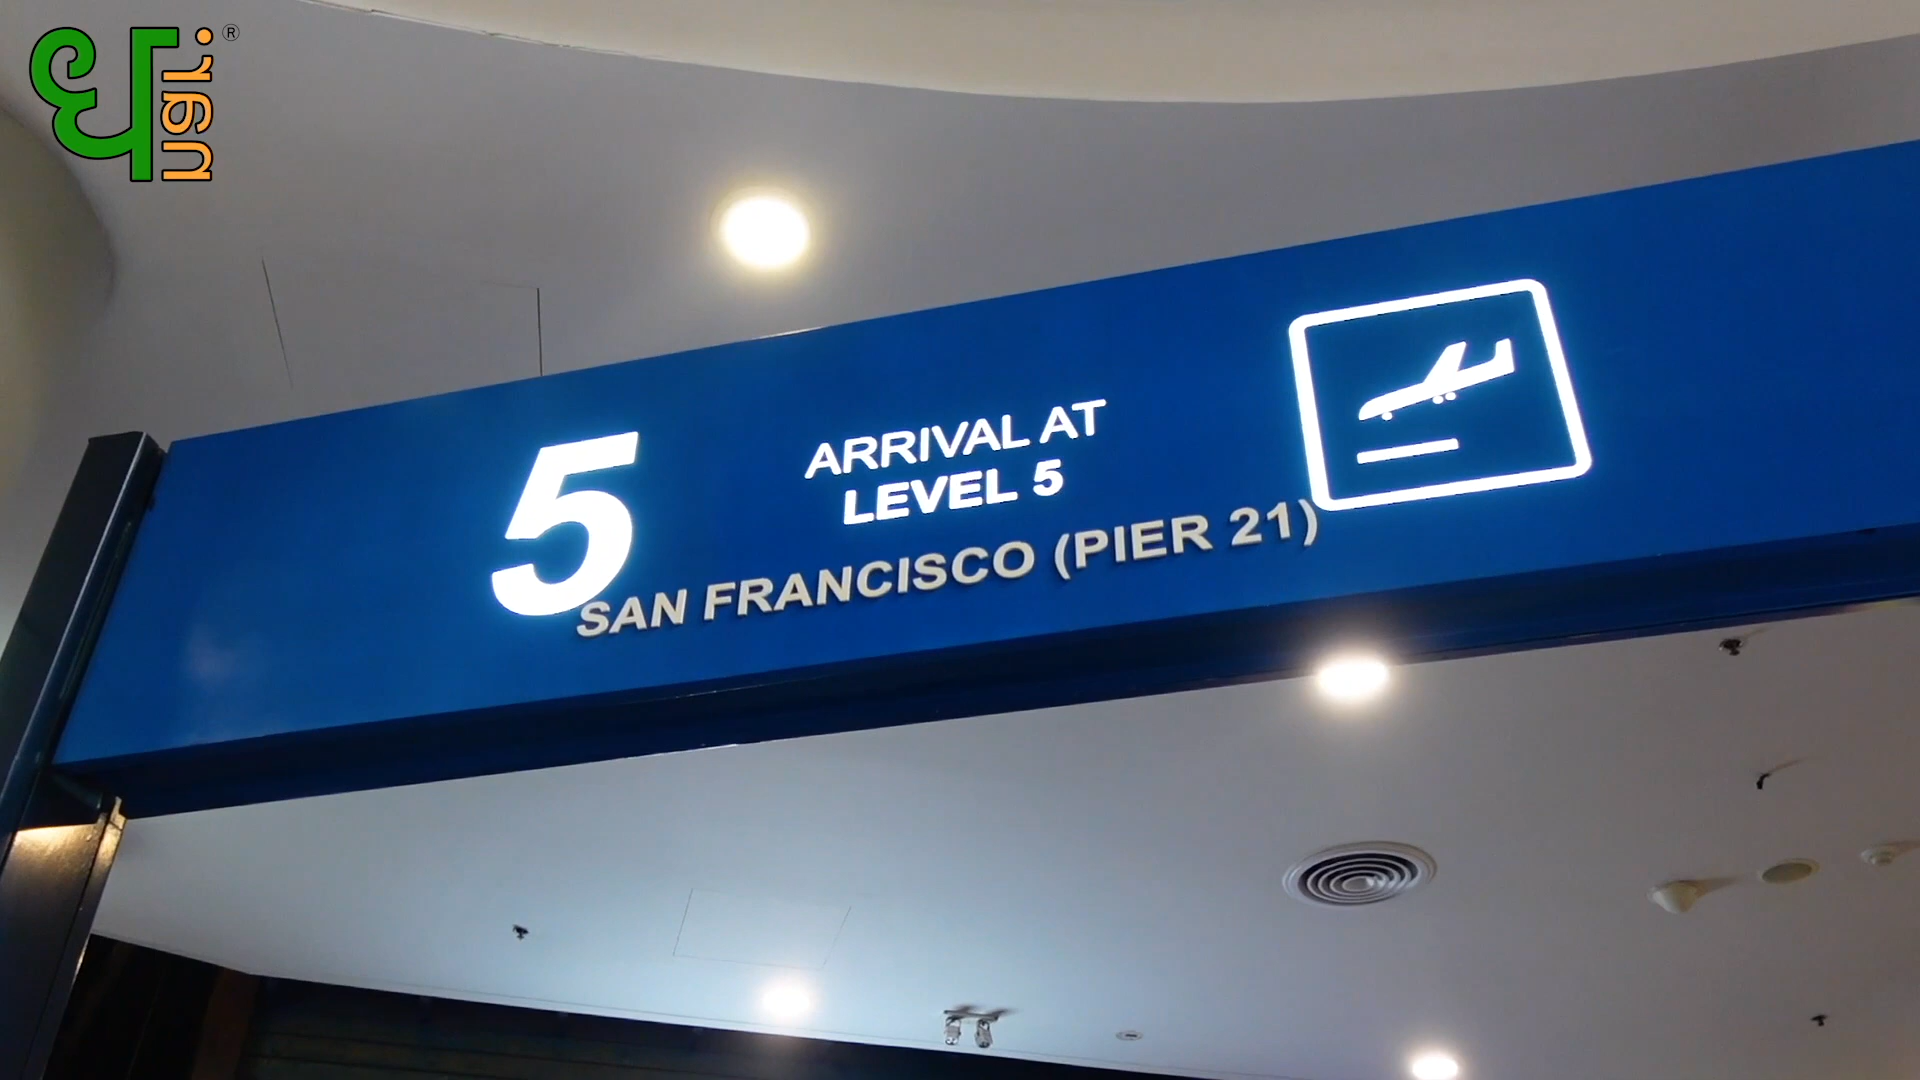 ®
5
ARRIVAL AT
LEVEL 5
SAN FRANCISCO (PIER 21)